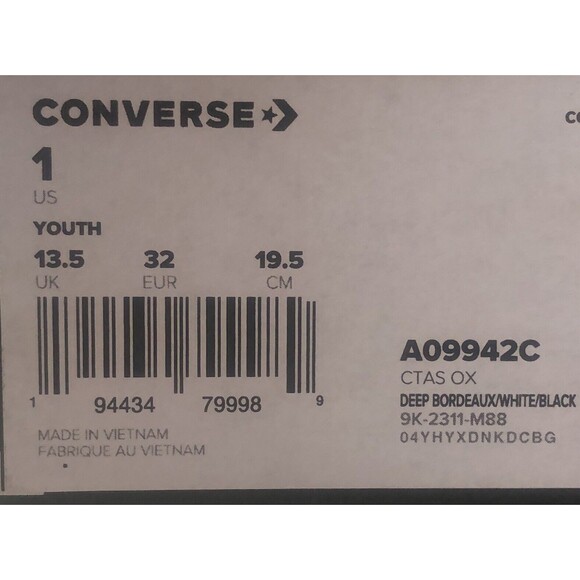 CONVERSE
1
US
YOUTH
13.5 32 19.5
UK EUR CM
1 94434 79998 9
MADE IN VIETNAM
FABRIQUE AU VIETNAM
A09942C
CTAS OX
DEEP BORDEAUX/WHITE/BLACK
9K-2311-M88
04YHYXDNKDCBG